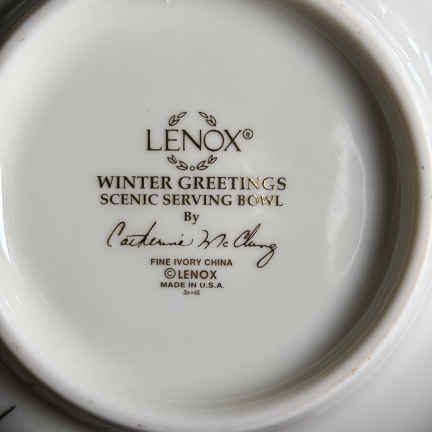 LENOX®
WINTER GREETINGS
SCENIC SERVING BOWL
By
Catherine McClung
FINE IVORY CHINA
©LENOX
MADE IN U.S.A.